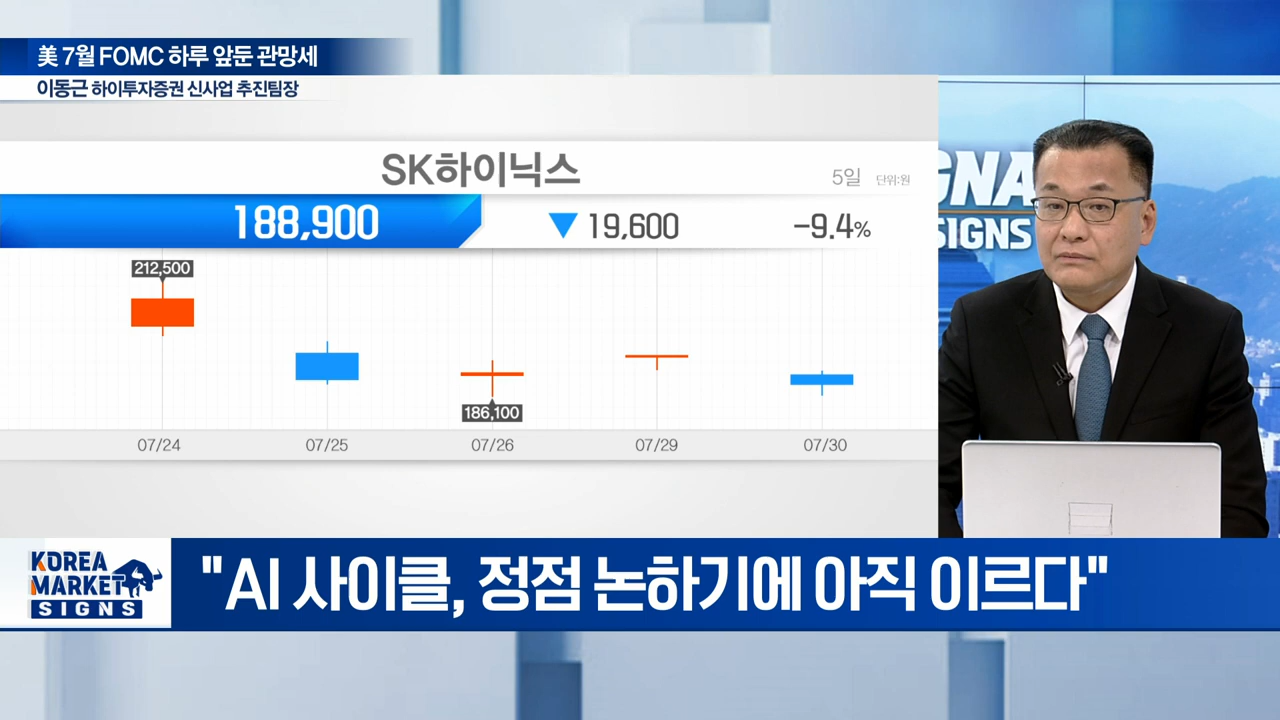 美 7월 FOMC 하루 앞둔 관망세
이동근 하이투자증권 신사업 추진팀장
SK하이닉스
5일 단위:원
188,900 ▼ 19,600 -9.4%
212,500
186,100
07/24 07/25 07/26 07/29 07/30
GNA
SIGNS
KOREA
MARKET
SIGNS
"AI 사이클, 정점 논하기에 아직 이르다"